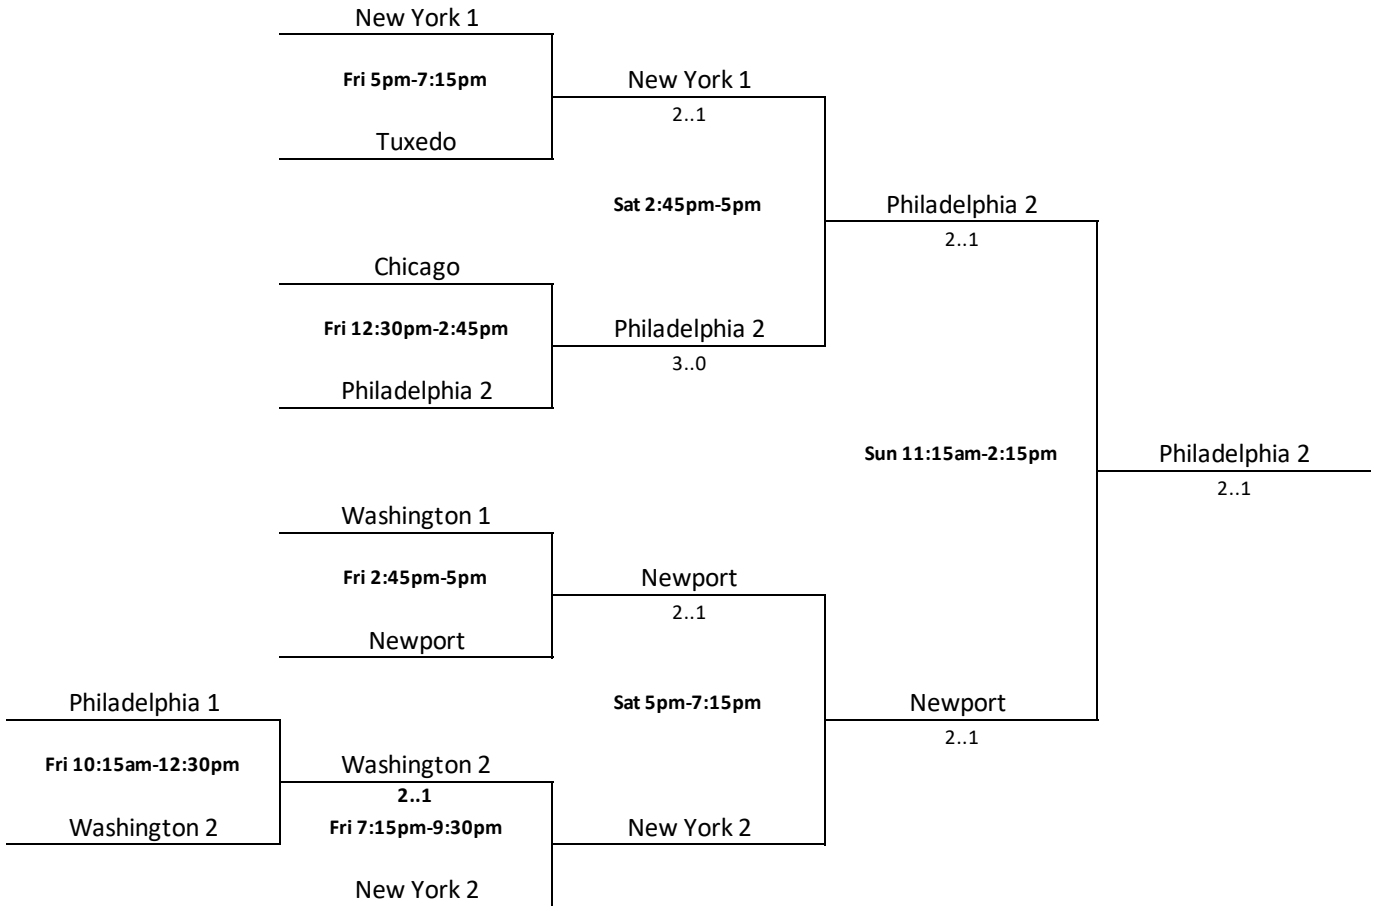 New York 1
Fri 5pm-7:15pm
New York 1
2..1
Tuxedo
Sat 2:45pm-5pm
Philadelphia 2
2..1
Chicago
Fri 12:30pm-2:45pm
Philadelphia 2
3..0
Philadelphia 2
Sun 11:15am-2:15pm
Philadelphia 2
2..1
Washington 1
Fri 2:45pm-5pm
Newport
2..1
Newport
Philadelphia 1
Sat 5pm-7:15pm
Newport
2..1
Fri 10:15am-12:30pm
Washington 2
2..1
Washington 2
Fri 7:15pm-9:30pm
New York 2
New York 2